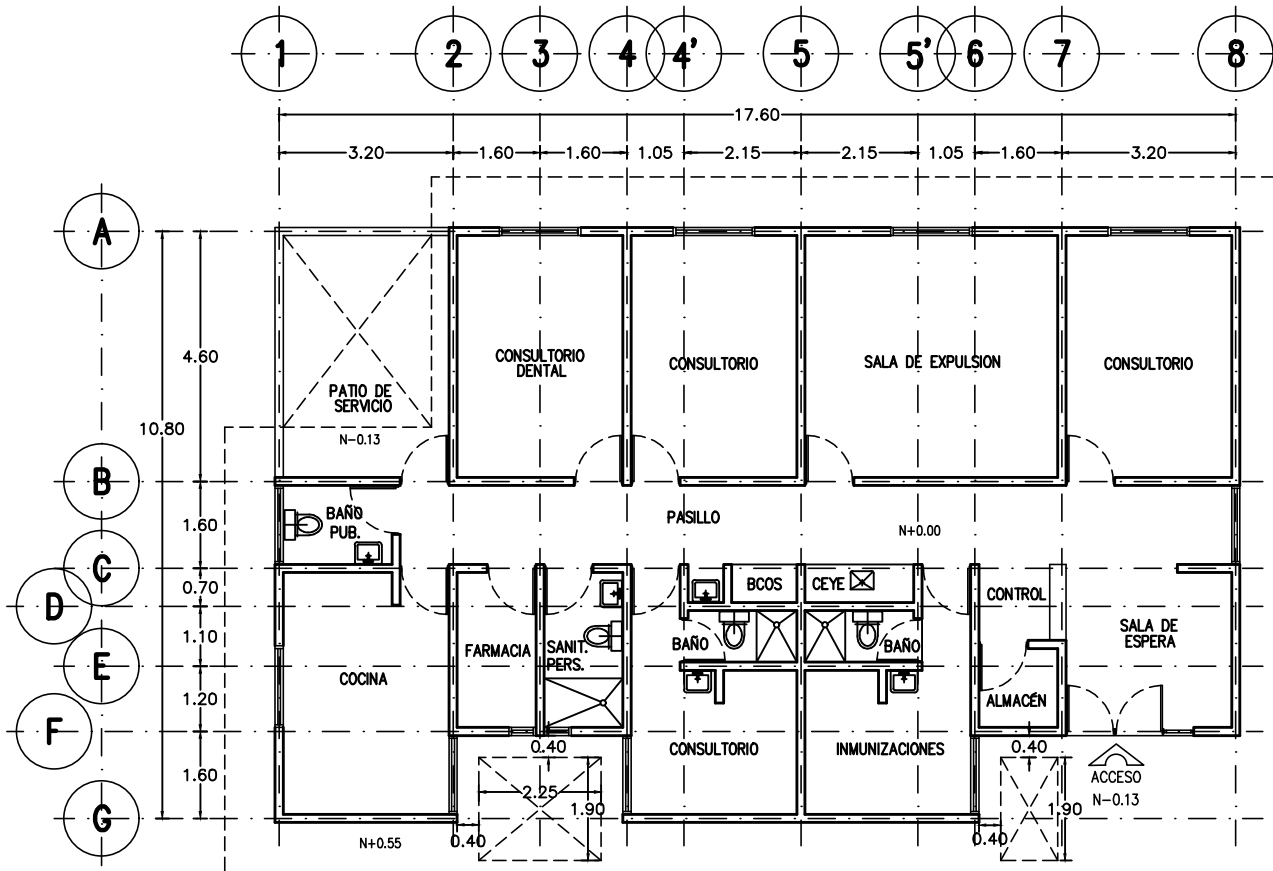 1 2 3 4 4' 5 5' 6 7 8
17.60
3.20 1.60 1.60 1.05 2.15 2.15 1.05 1.60 3.20
A
B
C
D
E
F
G
10.80
4.60
1.60
0.70
1.10
1.20
1.60
PATIO DE
SERVICIO
N-0.13
CONSULTORIO
DENTAL
CONSULTORIO
SALA DE EXPULSION
CONSULTORIO
BAÑO
PUB.
PASILLO
N+0.00
BCOS
CEYE
CONTROL
SALA DE
ESPERA
COCINA
FARMACIA
SANIT.
PERS.
BAÑO
BAÑO
ALMACÉN
CONSULTORIO
INMUNIZACIONES
0.40
2.25
1.90
0.40
N+0.55
0.40
1.90
0.40
ACCESO
N-0.13